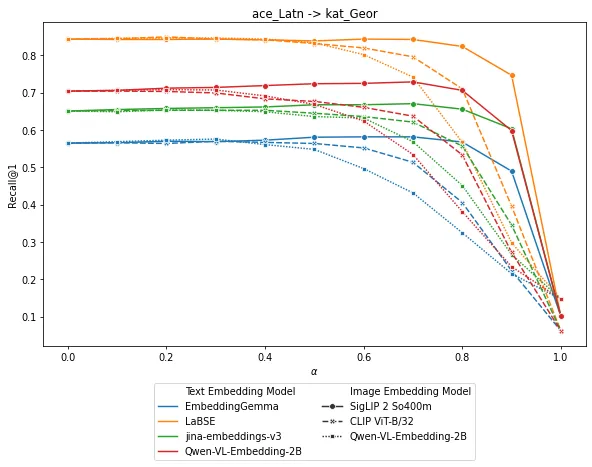 ace_Latn -> kat_Geor
Recall@1
0.8
0.7
0.6
0.5
0.4
0.3
0.2
0.1
0.0 0.2 0.4 0.6 0.8 1.0
α
Text Embedding Model
EmbeddingGemma
LaBSE
jina-embeddings-v3
Qwen-VL-Embedding-2B
Image Embedding Model
SigLIP 2 So400m
CLIP ViT-B/32
Qwen-VL-Embedding-2B